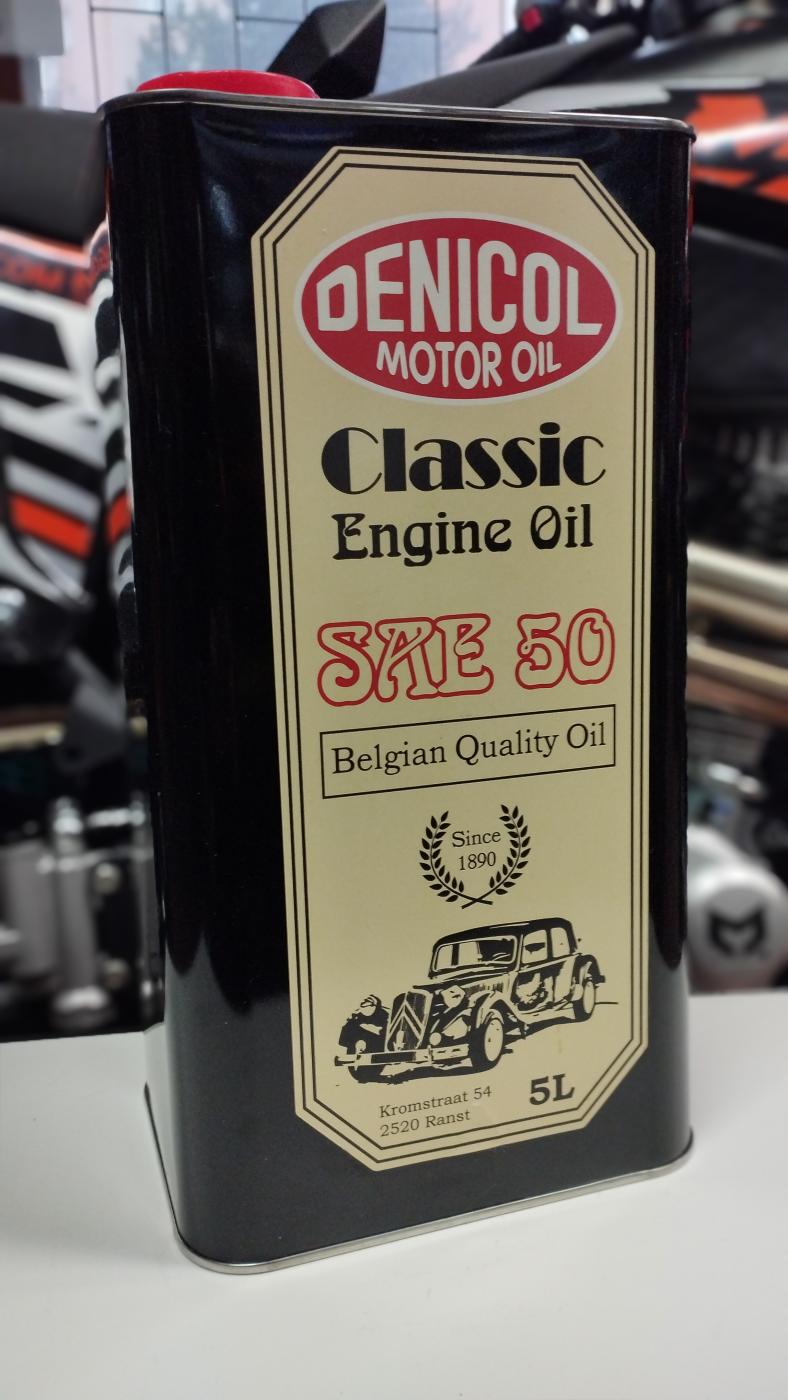 DENICOL
MOTOR OIL
Classic
Engine Oil
SAE 50
Belgian Quality Oil
Since
1890
5L
Kromstraat 54
2520 Ranst